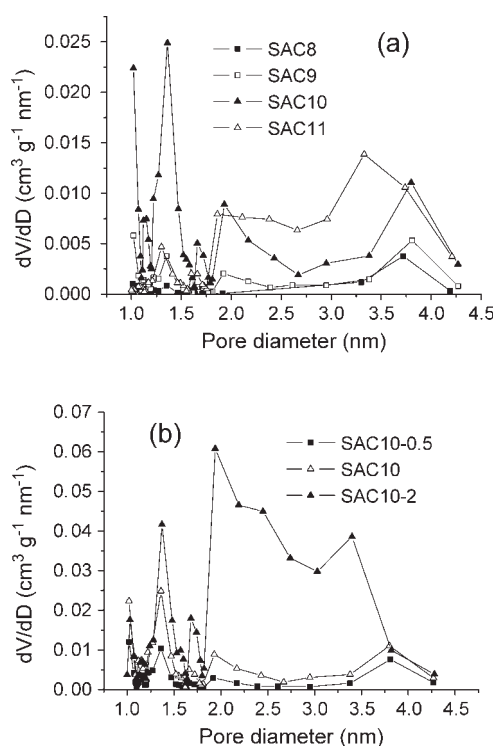 (a)
SAC8
SAC9
SAC10
SAC11
dV/dD (cm³ g⁻¹ nm⁻¹)
0.025
0.020
0.015
0.010
0.005
0.000
1.0 1.5 2.0 2.5 3.0 3.5 4.0 4.5
Pore diameter (nm)
(b)
SAC10-0.5
SAC10
SAC10-2
dV/dD (cm³ g⁻¹ nm⁻¹)
0.07
0.06
0.05
0.04
0.03
0.02
0.01
0.00
1.0 1.5 2.0 2.5 3.0 3.5 4.0 4.5
Pore diameter (nm)